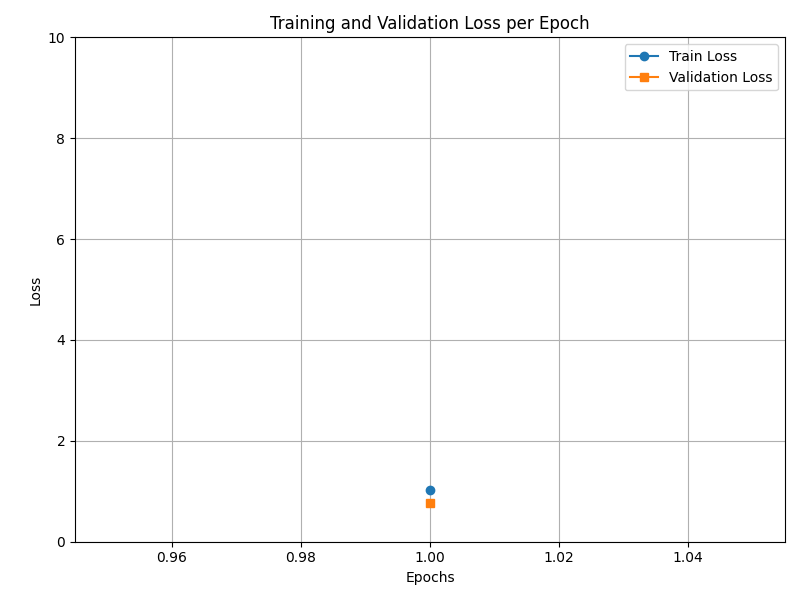 Training and Validation Loss per Epoch
Train Loss
Validation Loss
10
8
6
4
2
0
Loss
0.96
0.98
1.00
1.02
1.04
Epochs